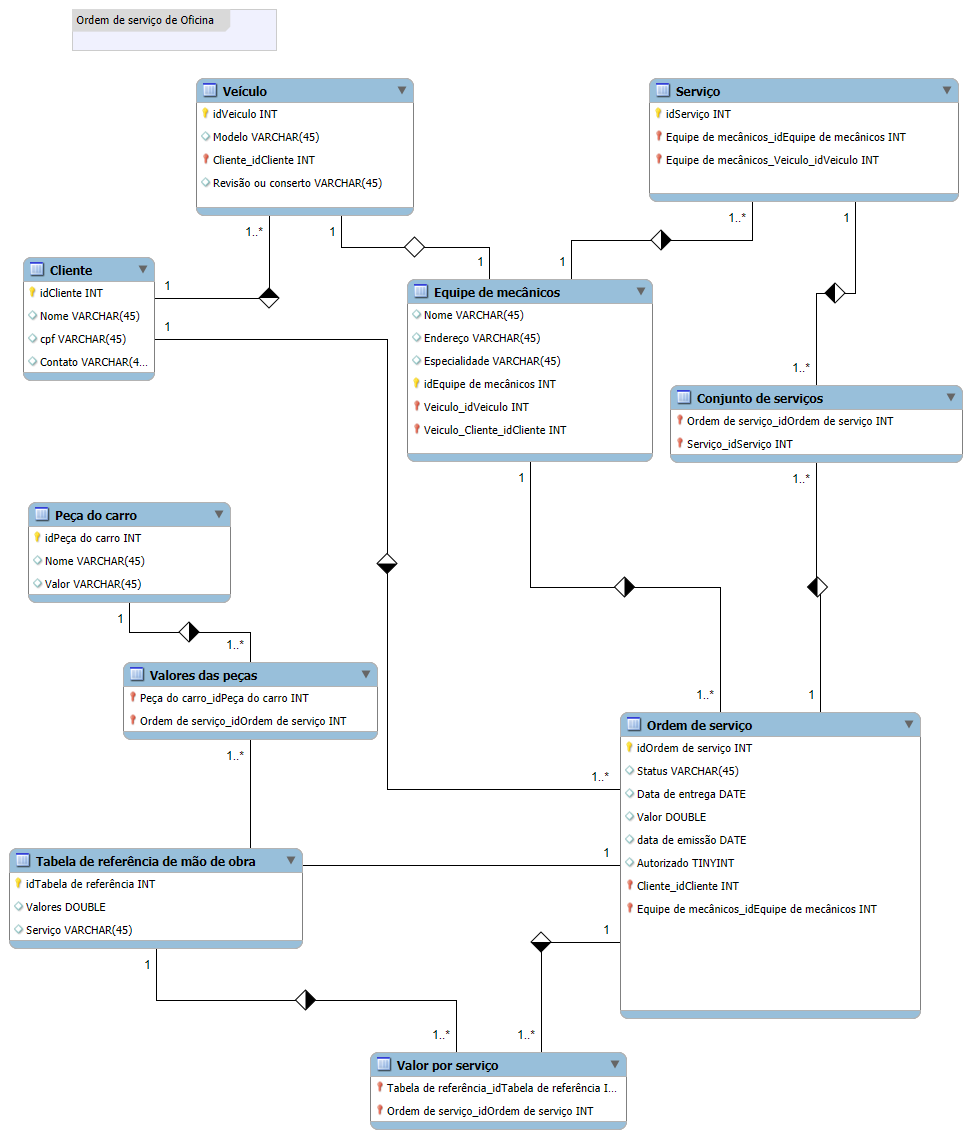 Ordem de serviço de Oficina
Veículo
idVeiculo INT
Modelo VARCHAR(45)
Cliente_idCliente INT
Revisão ou conserto VARCHAR(45)
Serviço
idServiço INT
Equipe de mecânicos_idEquipe de mecânicos INT
Equipe de mecânicos_Veiculo_idVeiculo INT
1..*
1
1..*
1
1
1
Cliente
idCliente INT
Nome VARCHAR(45)
cpf VARCHAR(45)
Contato VARCHAR(4...
1
1
Equipe de mecânicos
Nome VARCHAR(45)
Endereço VARCHAR(45)
Especialidade VARCHAR(45)
idEquipe de mecânicos INT
Veiculo_idVeiculo INT
Veiculo_Cliente_idCliente INT
1..*
Conjunto de serviços
Ordem de serviço_idOrdem de serviço INT
Serviço_idServiço INT
1
1..*
Peça do carro
idPeça do carro INT
Nome VARCHAR(45)
Valor VARCHAR(45)
1
1..*
Valores das peças
Peça do carro_idPeça do carro INT
Ordem de serviço_idOrdem de serviço INT
1..*
1..*
1
1..*
Ordem de serviço
idOrdem de serviço INT
Status VARCHAR(45)
Data de entrega DATE
Valor DOUBLE
data de emissão DATE
Autorizado TINYINT
Cliente_idCliente INT
Equipe de mecânicos_idEquipe de mecânicos INT
1
1
Tabela de referência de mão de obra
idTabela de referência INT
Valores DOUBLE
Serviço VARCHAR(45)
1
1..*
1..*
Valor por serviço
Tabela de referência_idTabela de referência I...
Ordem de serviço_idOrdem de serviço INT